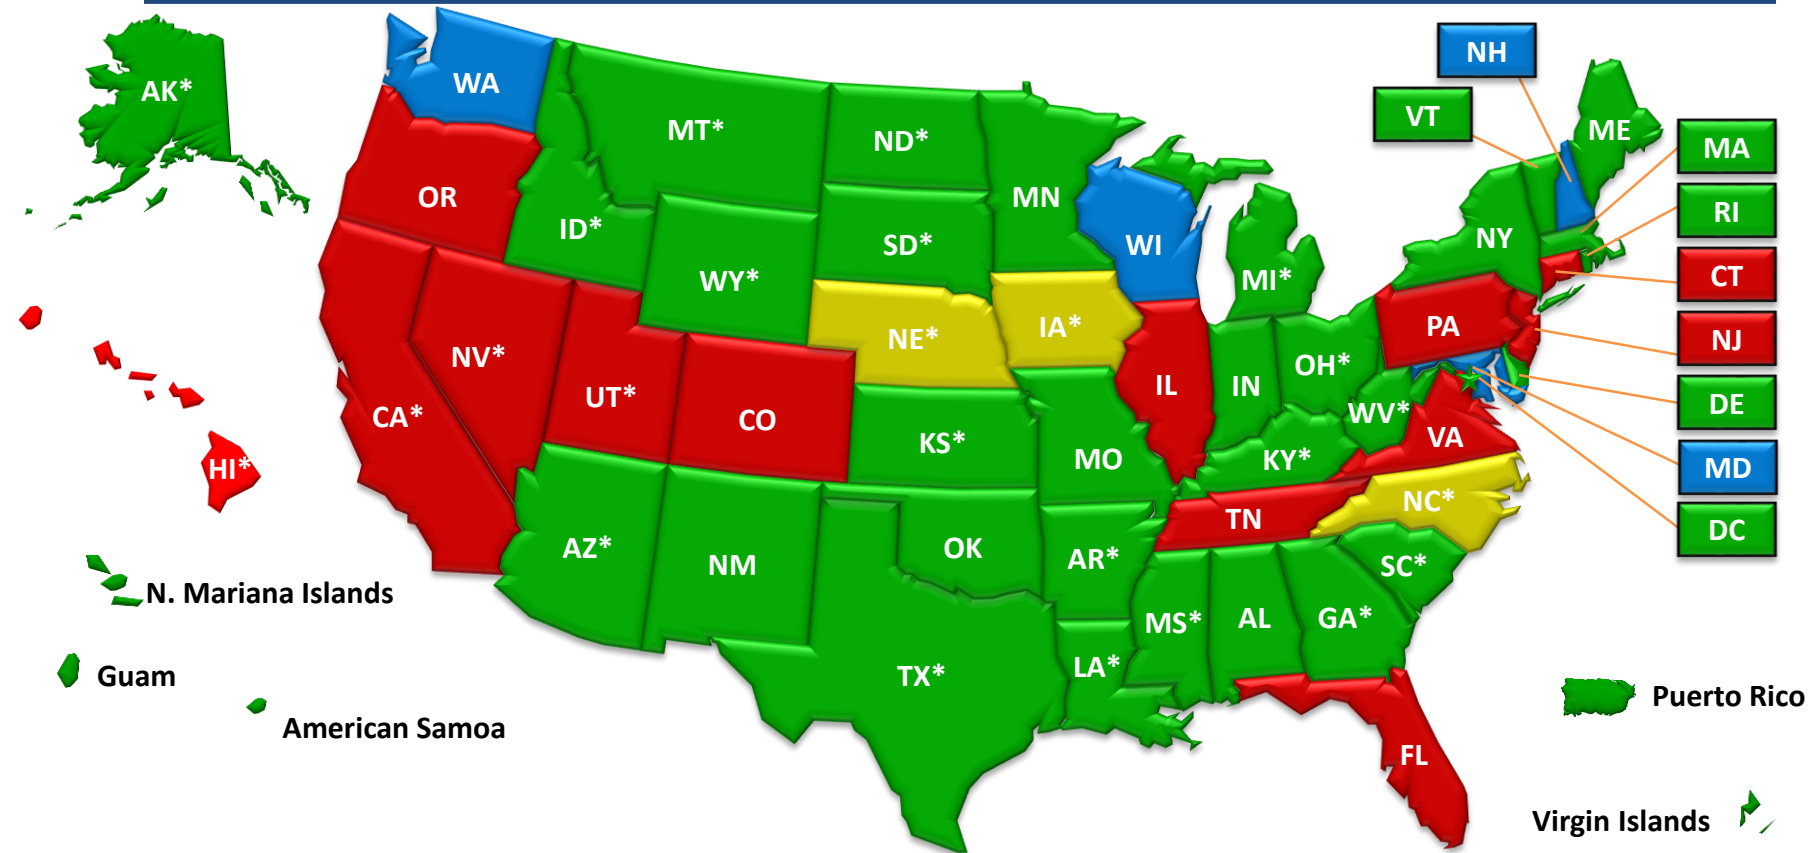 NH
WA
AK*
VT
MT*
ME
ND*
MA
OR
MN
RI
ID*
NY
SD*
WI
WY*
MI*
CT
IA*
PA
NE*
NJ
NV*
OH*
IL
IN
UT*
DE
CA*
CO
WV*
VA
KS*
MO
KY*
HI*
MD
NC*
TN
DC
AZ*
OK
AR*
NM
SC*
N. Mariana Islands
MS*
AL
GA*
LA*
TX*
Guam
Puerto Rico
American Samoa
FL
Virgin Islands